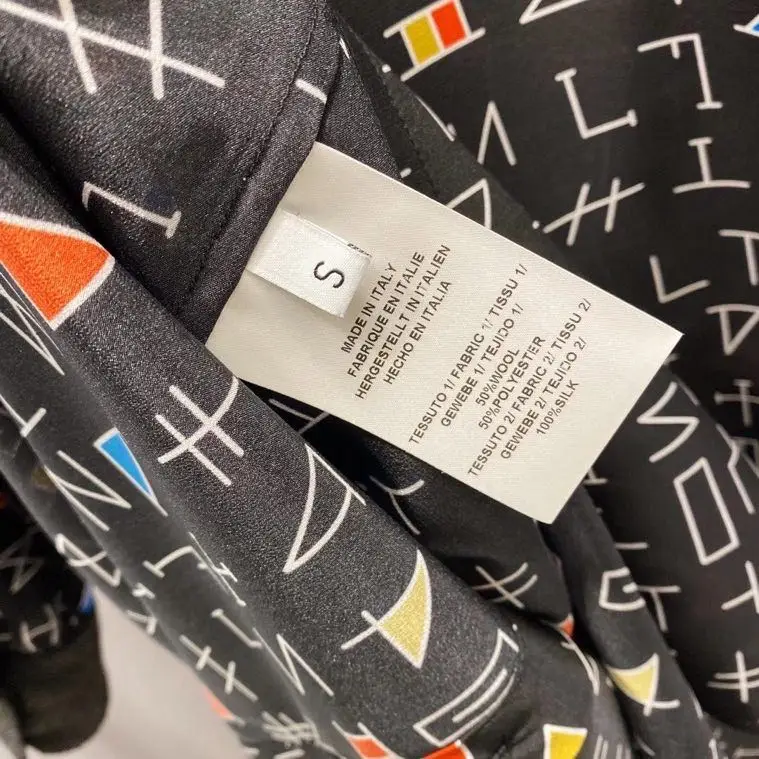 S
MADE IN ITALY
FABRIQUE EN ITALIE
HERGESTELLT IN ITALIEN
HECHO EN ITALIA
TESSUTO 1/ FABRIC 1/ TISSU 1/
GEWEBE 1/ TEJIDO 1/
50%WOOL
50%POLYESTER
TESSUTO 2/ FABRIC 2/ TISSU 2/
GEWEBE 2/ TEJIDO 2/
100%SILK